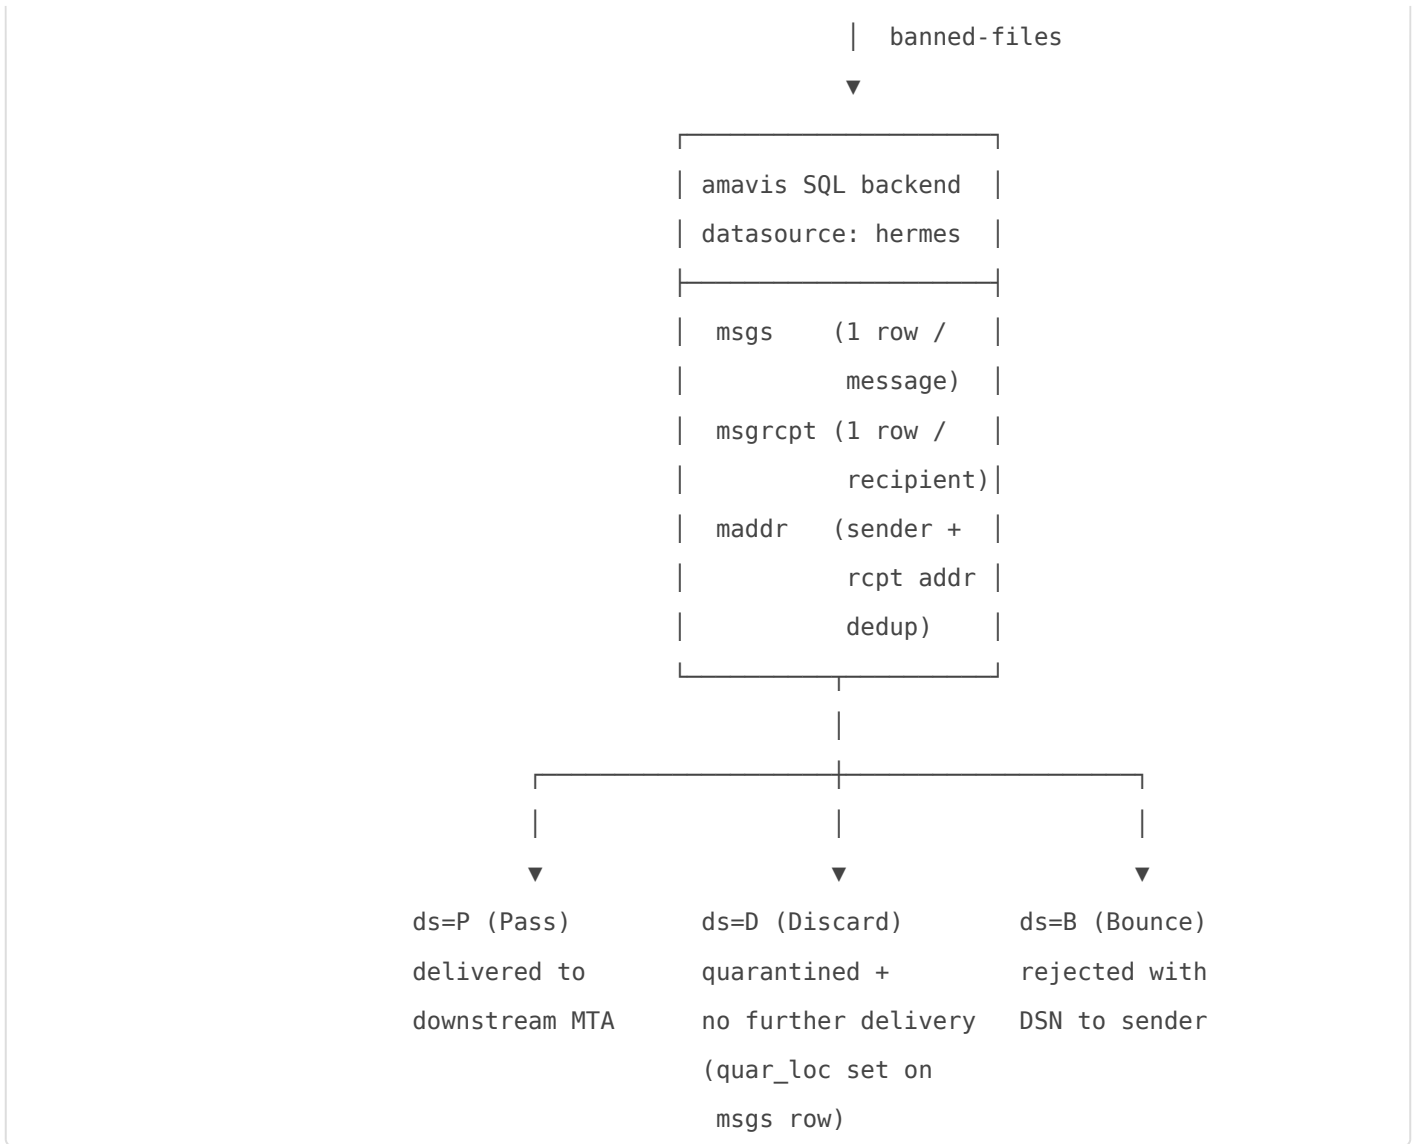 banned-files
amavis SQL backend
datasource: hermes
msgs    (1 row /
message)
msgrcpt (1 row /
recipient)
maddr   (sender +
rcpt addr
dedup)
ds=P (Pass)         ds=D (Discard)        ds=B (Bounce)
delivered to        quarantined +         rejected with
downstream MTA      no further delivery   DSN to sender
(quar_loc set on
msgs row)